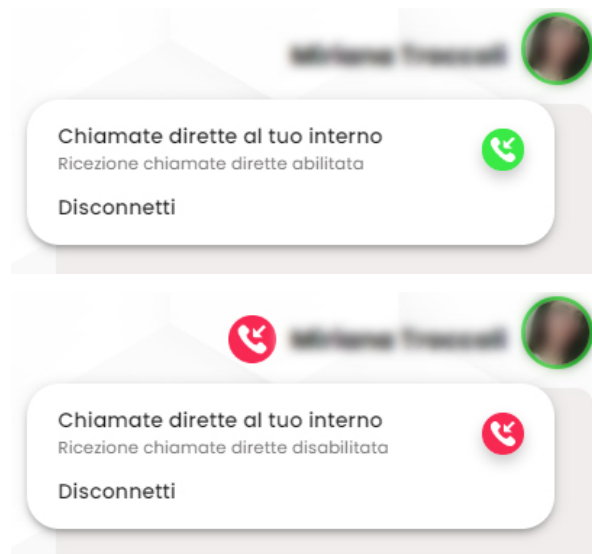 Chiamate dirette al tuo interno
Ricezione chiamate dirette abilitata
Disconnetti
Chiamate dirette al tuo interno
Ricezione chiamate dirette disabilitata
Disconnetti